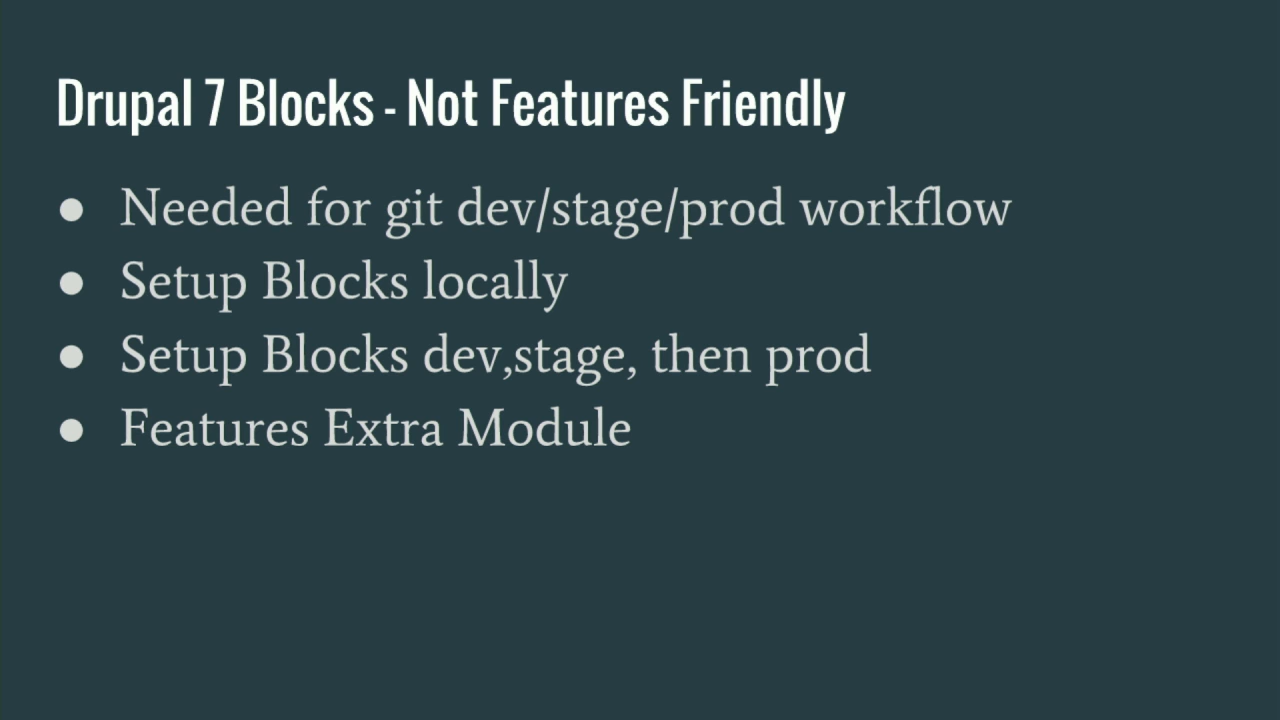 Drupal 7 Blocks - Not Features Friendly
● Needed for git dev/stage/prod workflow
● Setup Blocks locally
● Setup Blocks dev,stage, then prod
● Features Extra Module